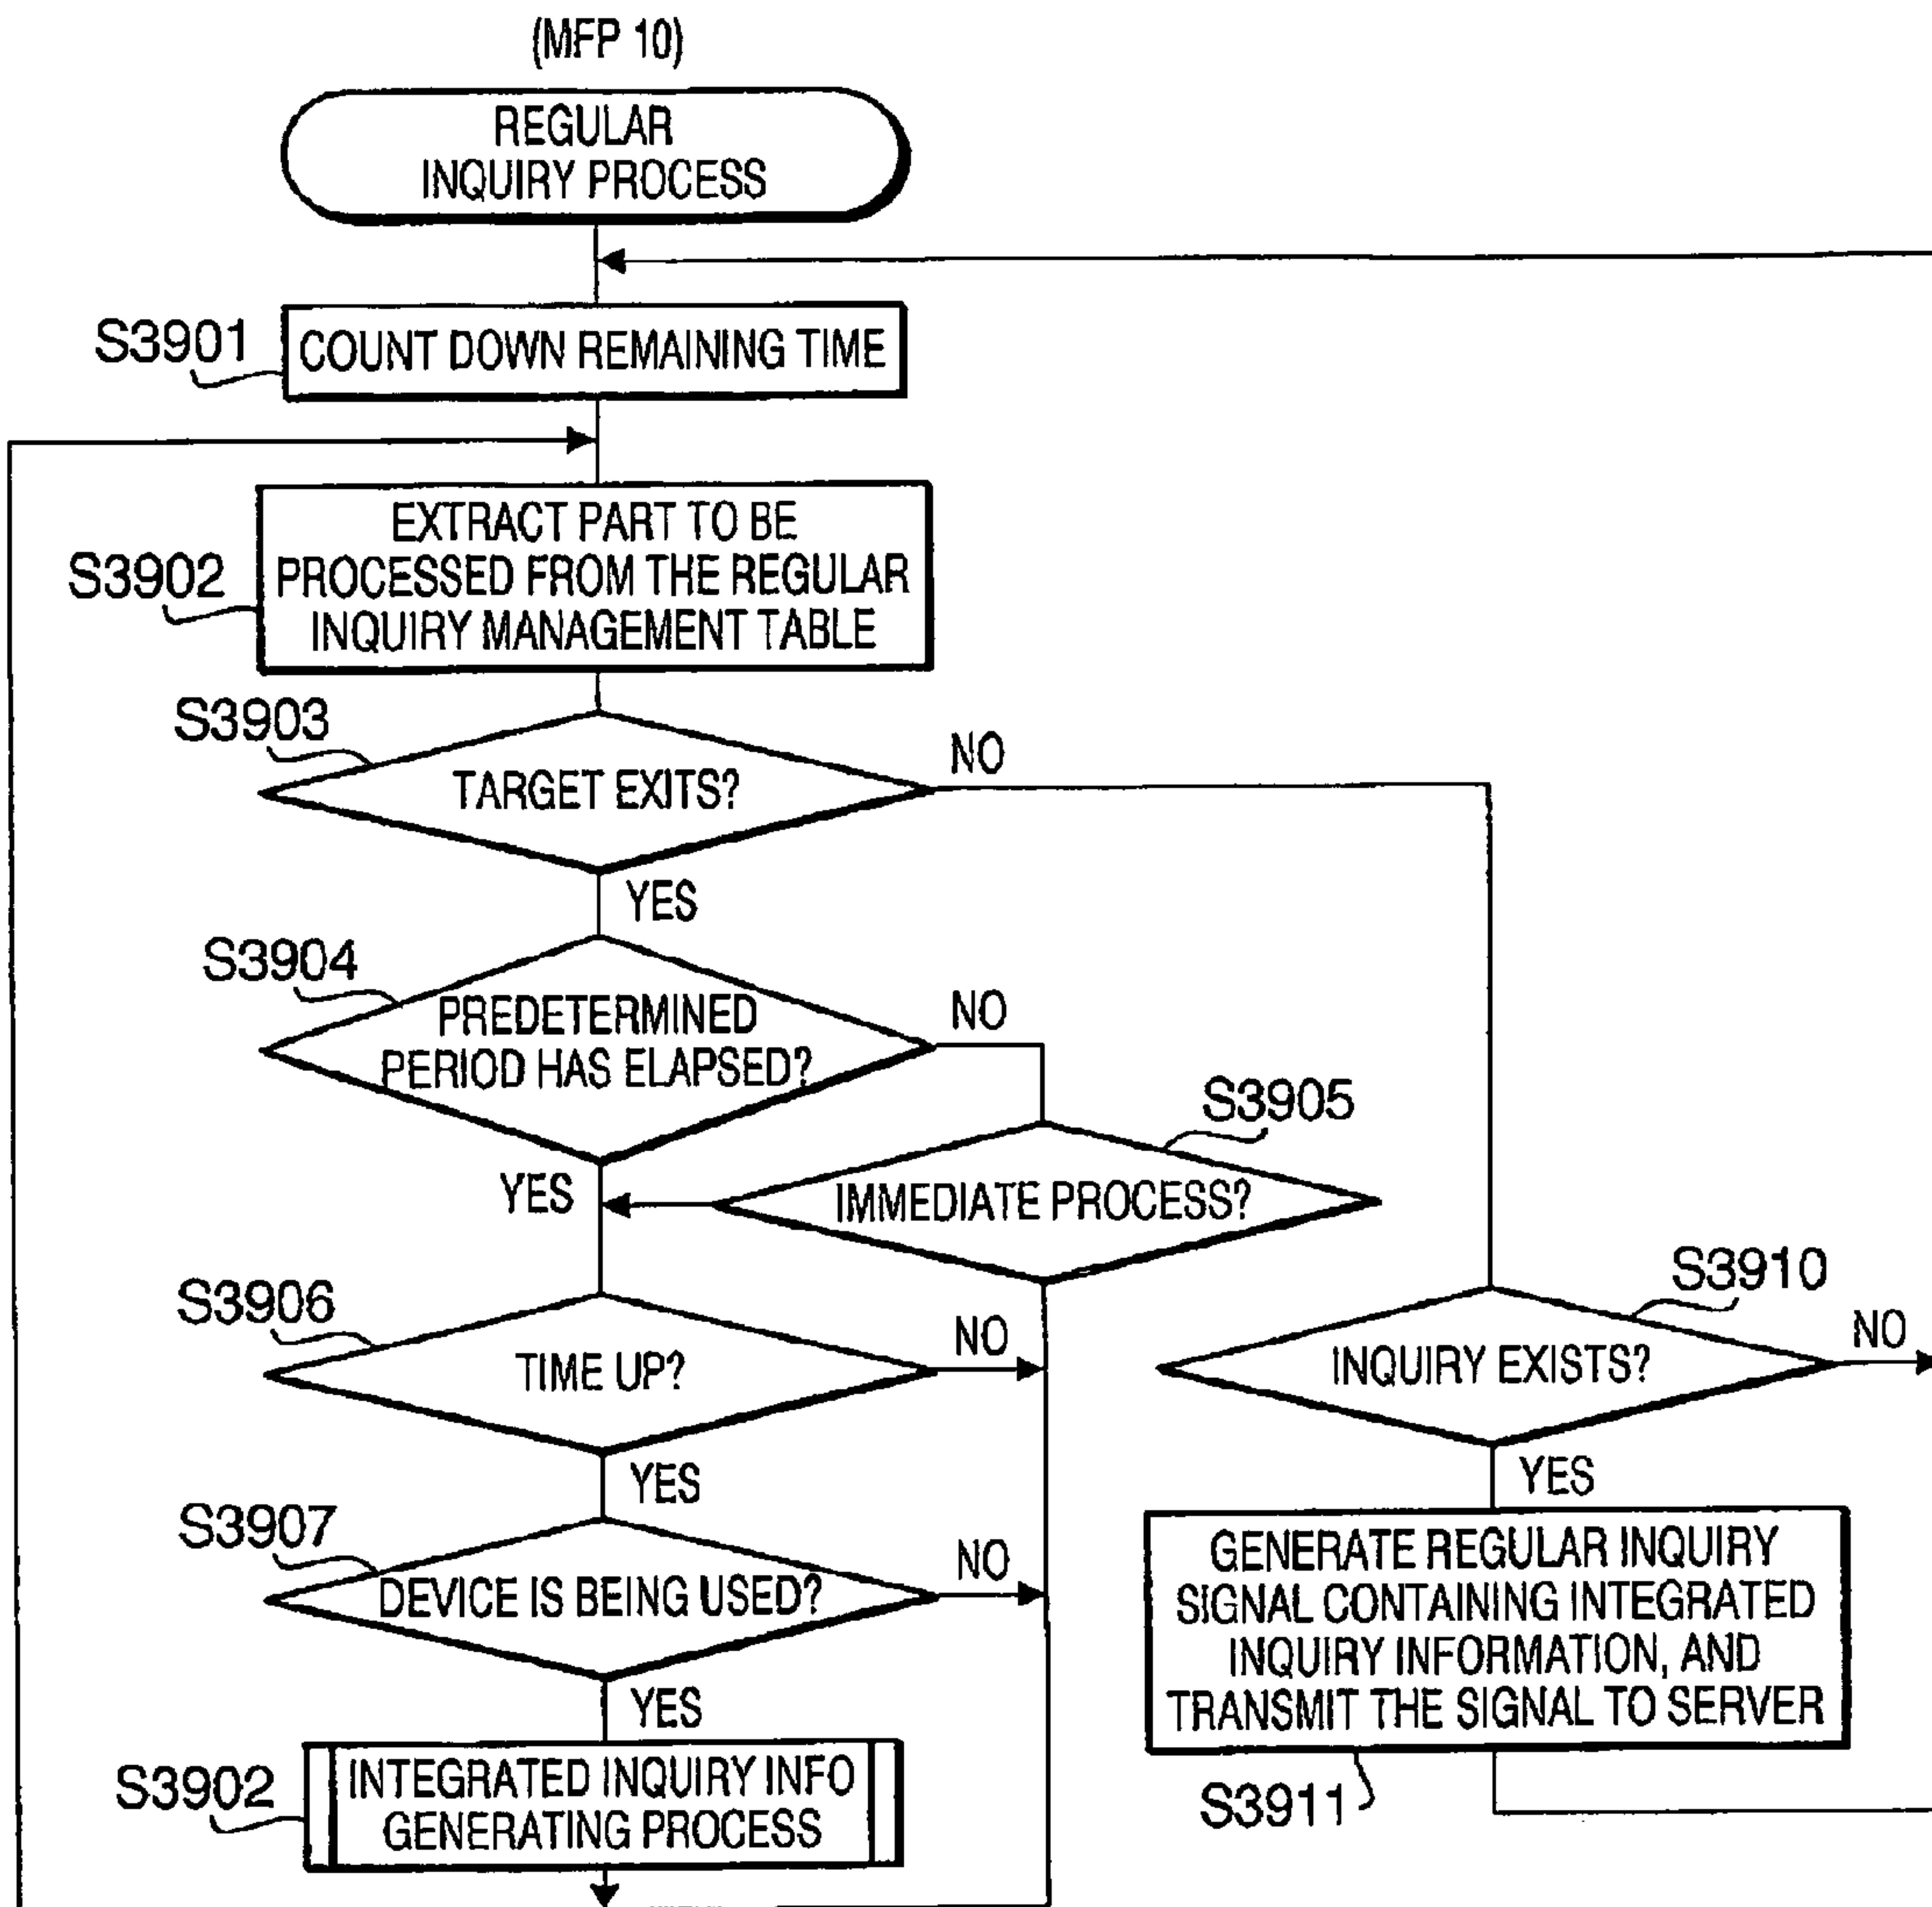 (MFP 10)
REGULAR
INQUIRY PROCESS
S3901
COUNT DOWN REMAINING TIME
S3902
EXTRACT PART TO BE
PROCESSED FROM THE REGULAR
INQUIRY MANAGEMENT TABLE
S3903
TARGET EXITS?
NO
YES
S3904
PREDETERMINED
PERIOD HAS ELAPSED?
NO
YES
S3905
IMMEDIATE PROCESS?
S3906
TIME UP?
NO
YES
S3907
DEVICE IS BEING USED?
NO
YES
S3902
INTEGRATED INQUIRY INFO
GENERATING PROCESS
S3910
INQUIRY EXISTS?
NO
YES
GENERATE REGULAR INQUIRY
SIGNAL CONTAINING INTEGRATED
INQUIRY INFORMATION, AND
TRANSMIT THE SIGNAL TO SERVER
S3911